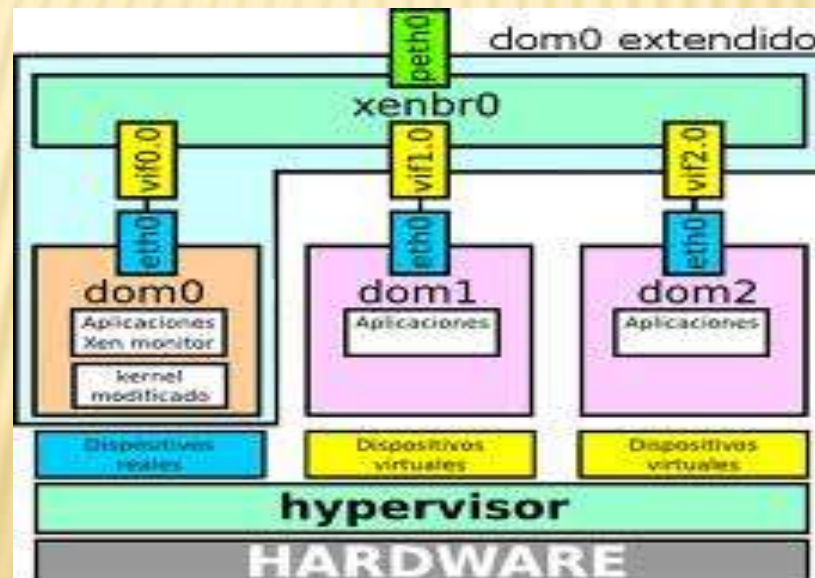 peth0
dom0 extendido
xenbr0
vif0.0
vif1.0
vif2.0
eth0
eth0
eth0
dom0
dom1
dom2
Aplicaciones
Xen monitor
Aplicaciones
Aplicaciones
kernel
modificado
Dispositivos
reales
Dispositivos
virtuales
Dispositivos
virtuales
hypervisor
HARDWARE